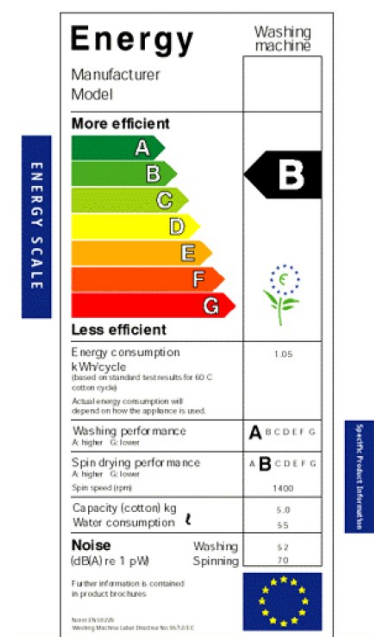 Energy
Washing
machine
Manufacturer
Model
More efficient
A
B
C
D
E
F
G
B
ENERGY SCALE
Less efficient
Energy consumption
kWh/cycle
(based on standard test results for 60 C
cotton cycle)
1.05
Actual energy consumption will
depend on how the appliance is used.
Washing performance
A: higher G: lower
A B C D E F G
Spin drying performance
A: higher G: lower
A B C D E F G
Spin speed (rpm)
1400
Specific Product Information
Capacity (cotton) kg
5.0
Water consumption ℓ
55
Noise
(dB(A) re 1 pW)
Washing
52
Spinning
70
Further information is contained
in product brochures
Washing Machine Label Directive